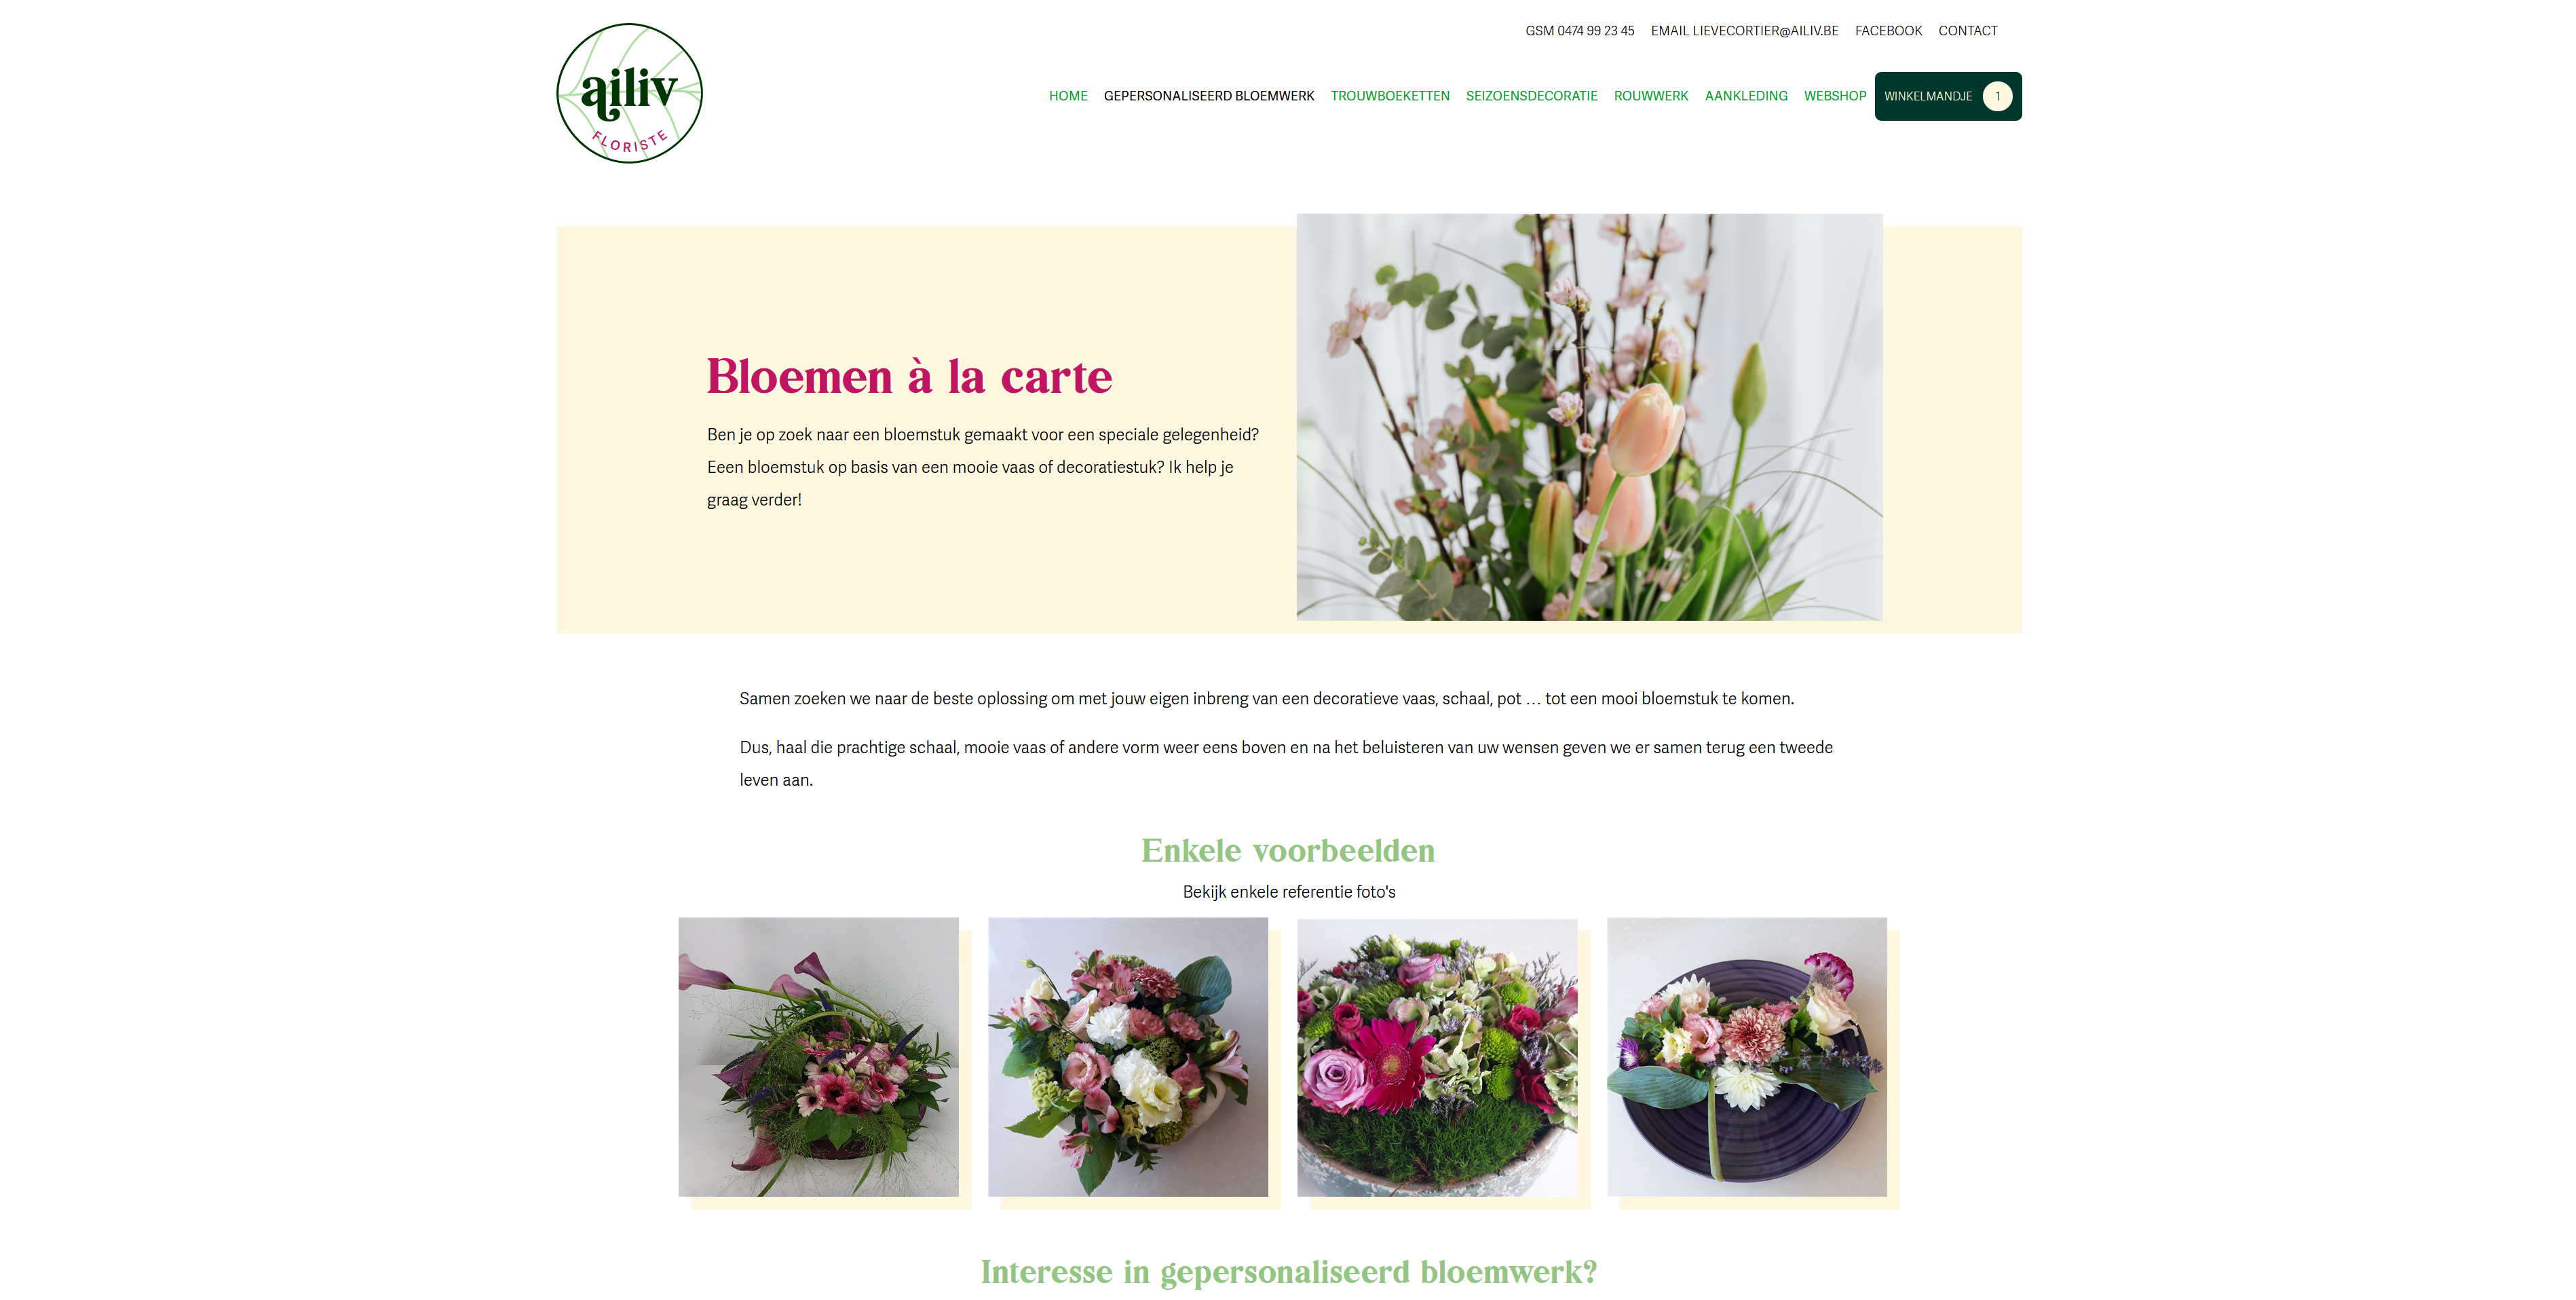 GSM 0474 99 23 45 EMAIL LIEVECORTIER@AILIV.BE FACEBOOK CONTACT
ailiv
FLORISTE
HOME GEPERSONALISEERD BLOEMWERK TROUWBOEKETTEN SEIZOENSDECORATIE ROUWWERK AANKLEDING WEBSHOP WINKELMANDJE 1
Bloemen à la carte
Ben je op zoek naar een bloemstuk gemaakt voor een speciale gelegenheid?
Eeen bloemstuk op basis van een mooie vaas of decoratiestuk? Ik help je
graag verder!
Samen zoeken we naar de beste oplossing om met jouw eigen inbreng van een decoratieve vaas, schaal, pot … tot een mooi bloemstuk te komen.
Dus, haal die prachtige schaal, mooie vaas of andere vorm weer eens boven en na het beluisteren van uw wensen geven we er samen terug een tweede
leven aan.
Enkele voorbeelden
Bekijk enkele referentie foto's
Interesse in gepersonaliseerd bloemwerk?